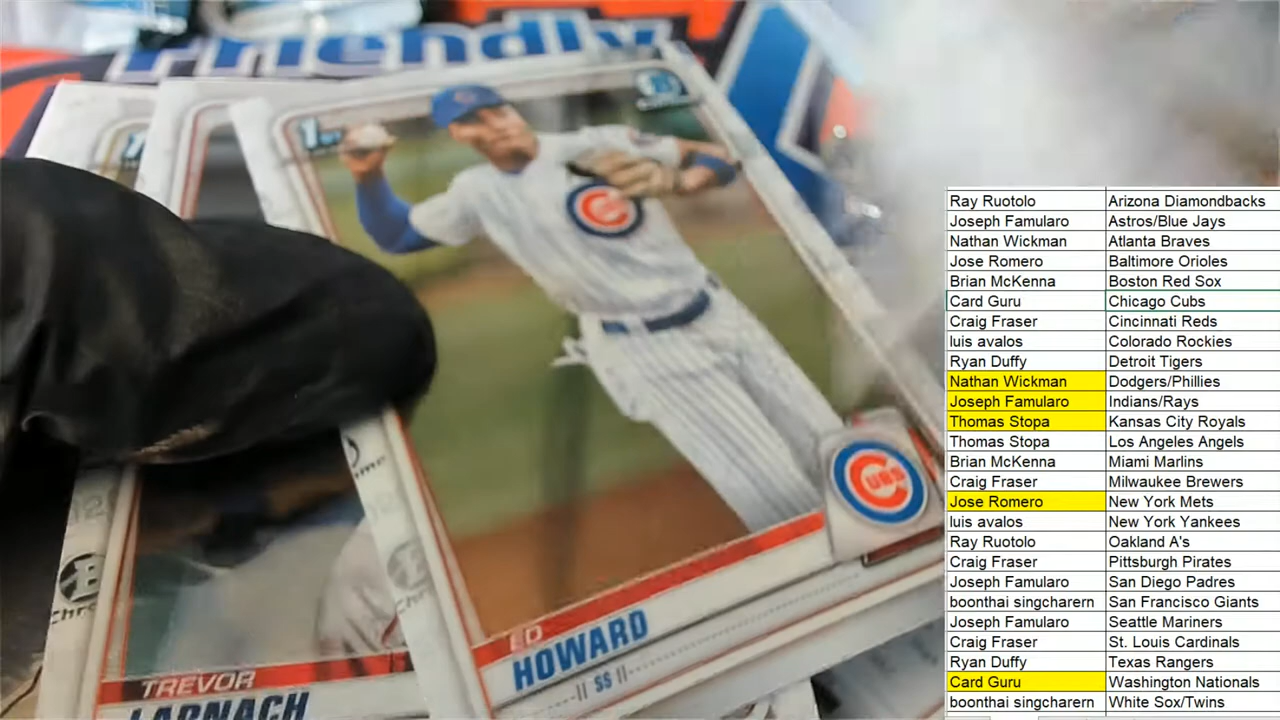 Friendly
1st
ED
HOWARD
SS
TREVOR
LARNACH
CUBS
Ray Ruotolo Arizona Diamondbacks
Joseph Famularo Astros/Blue Jays
Nathan Wickman Atlanta Braves
Jose Romero Baltimore Orioles
Brian McKenna Boston Red Sox
Card Guru Chicago Cubs
Craig Fraser Cincinnati Reds
luis avalos Colorado Rockies
Ryan Duffy Detroit Tigers
Nathan Wickman Dodgers/Phillies
Joseph Famularo Indians/Rays
Thomas Stopa Kansas City Royals
Thomas Stopa Los Angeles Angels
Brian McKenna Miami Marlins
Craig Fraser Milwaukee Brewers
Jose Romero New York Mets
luis avalos New York Yankees
Ray Ruotolo Oakland A's
Craig Fraser Pittsburgh Pirates
Joseph Famularo San Diego Padres
boonthai singcharern San Francisco Giants
Joseph Famularo Seattle Mariners
Craig Fraser St. Louis Cardinals
Ryan Duffy Texas Rangers
Card Guru Washington Nationals
boonthai singcharern White Sox/Twins